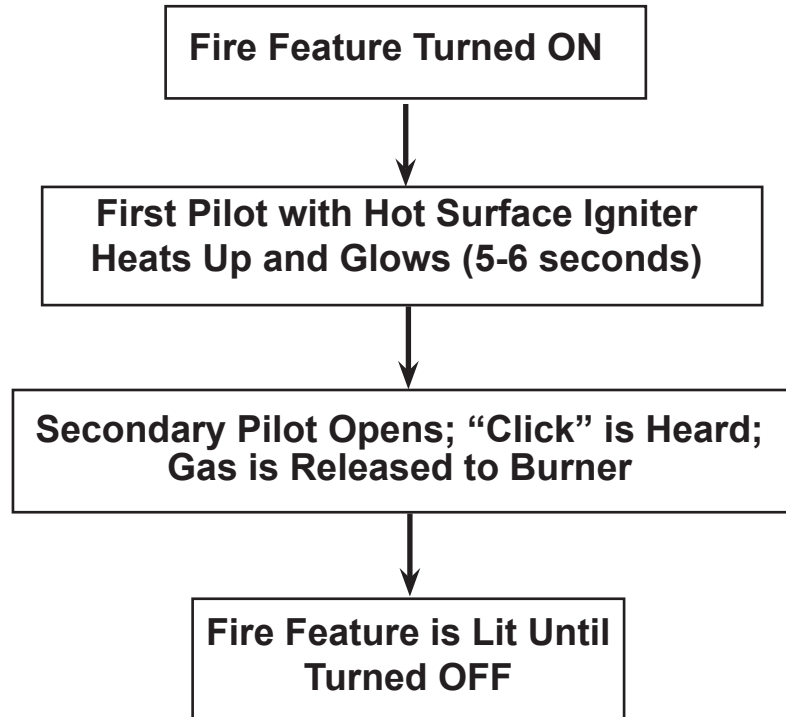 Fire Feature Turned ON
First Pilot with Hot Surface Igniter
Heats Up and Glows (5-6 seconds)
Secondary Pilot Opens; “Click” is Heard;
Gas is Released to Burner
Fire Feature is Lit Until
Turned OFF